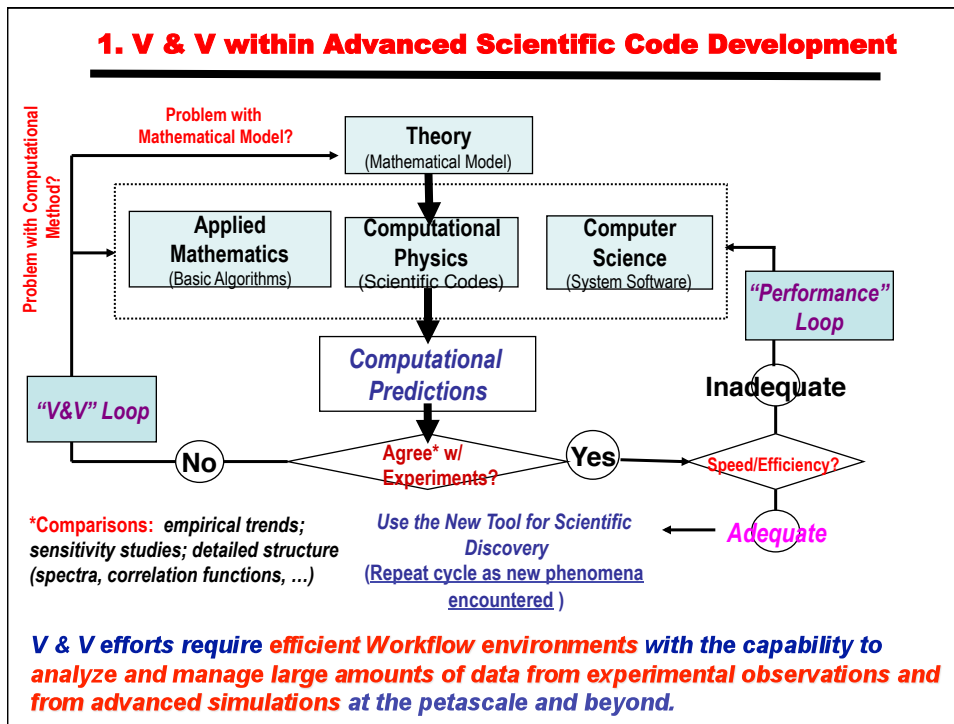 1. V & V within Advanced Scientific Code Development
Problem with
Mathematical Model?
Problem with Computational
Method?
Theory
(Mathematical Model)
Applied
Mathematics
(Basic Algorithms)
Computational
Physics
(Scientific Codes)
Computer
Science
(System Software)
“Performance”
Loop
Computational
Predictions
Inadequate
“V&V” Loop
No
Agree* w/
Experiments?
Yes
Speed/Efficiency?
*Comparisons: empirical trends;
sensitivity studies; detailed structure
(spectra, correlation functions, …)
Use the New Tool for Scientific
Discovery
(Repeat cycle as new phenomena
encountered )
Adequate
V & V efforts require efficient Workflow environments with the capability to
analyze and manage large amounts of data from experimental observations and
from advanced simulations at the petascale and beyond.